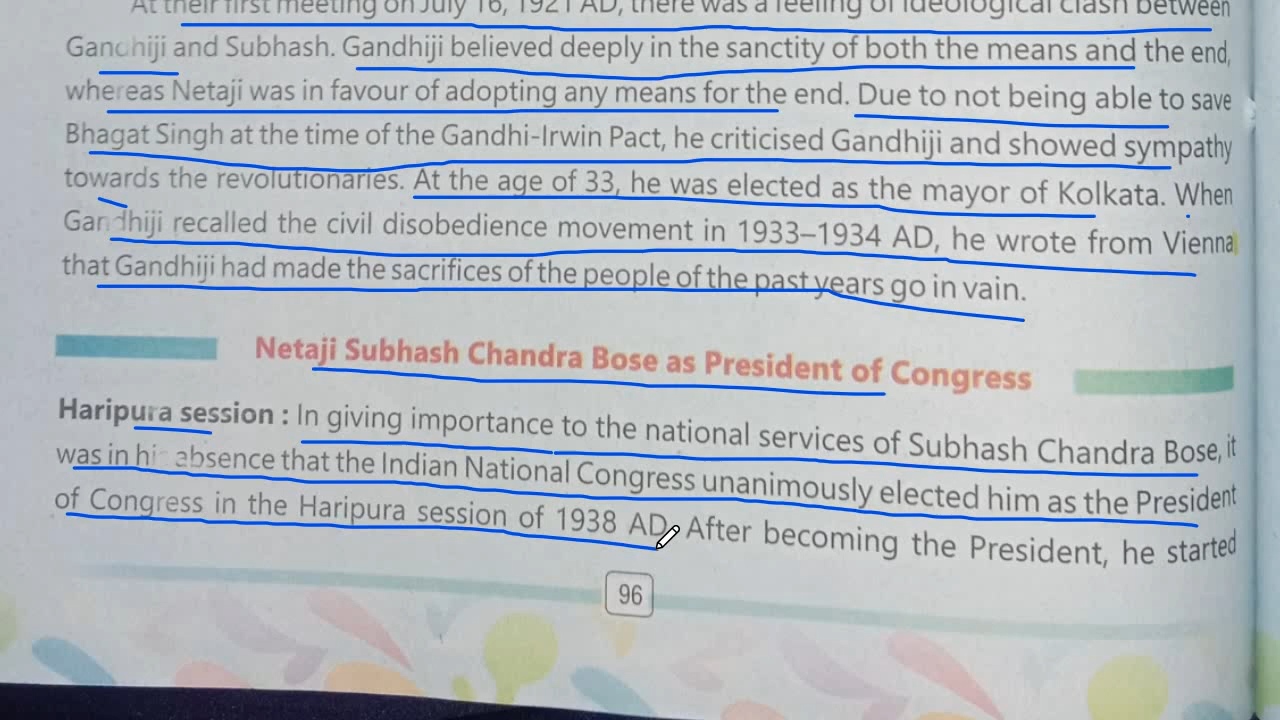 At their first meeting on July 16, 1921 AD, there was a feeling of ideological clash between
Gandhiji and Subhash. Gandhiji believed deeply in the sanctity of both the means and the end,
whereas Netaji was in favour of adopting any means for the end. Due to not being able to save
Bhagat Singh at the time of the Gandhi-Irwin Pact, he criticised Gandhiji and showed sympathy
towards the revolutionaries. At the age of 33, he was elected as the mayor of Kolkata. When
Gandhiji recalled the civil disobedience movement in 1933–1934 AD, he wrote from Vienna
that Gandhiji had made the sacrifices of the people of the past years go in vain.
Netaji Subhash Chandra Bose as President of Congress
Haripura session : In giving importance to the national services of Subhash Chandra Bose, it
was in his absence that the Indian National Congress unanimously elected him as the President
of Congress in the Haripura session of 1938 AD. After becoming the President, he started
96